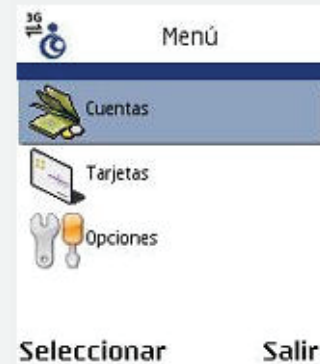 3G
Menú
Cuentas
Tarjetas
Opciones
Seleccionar Salir